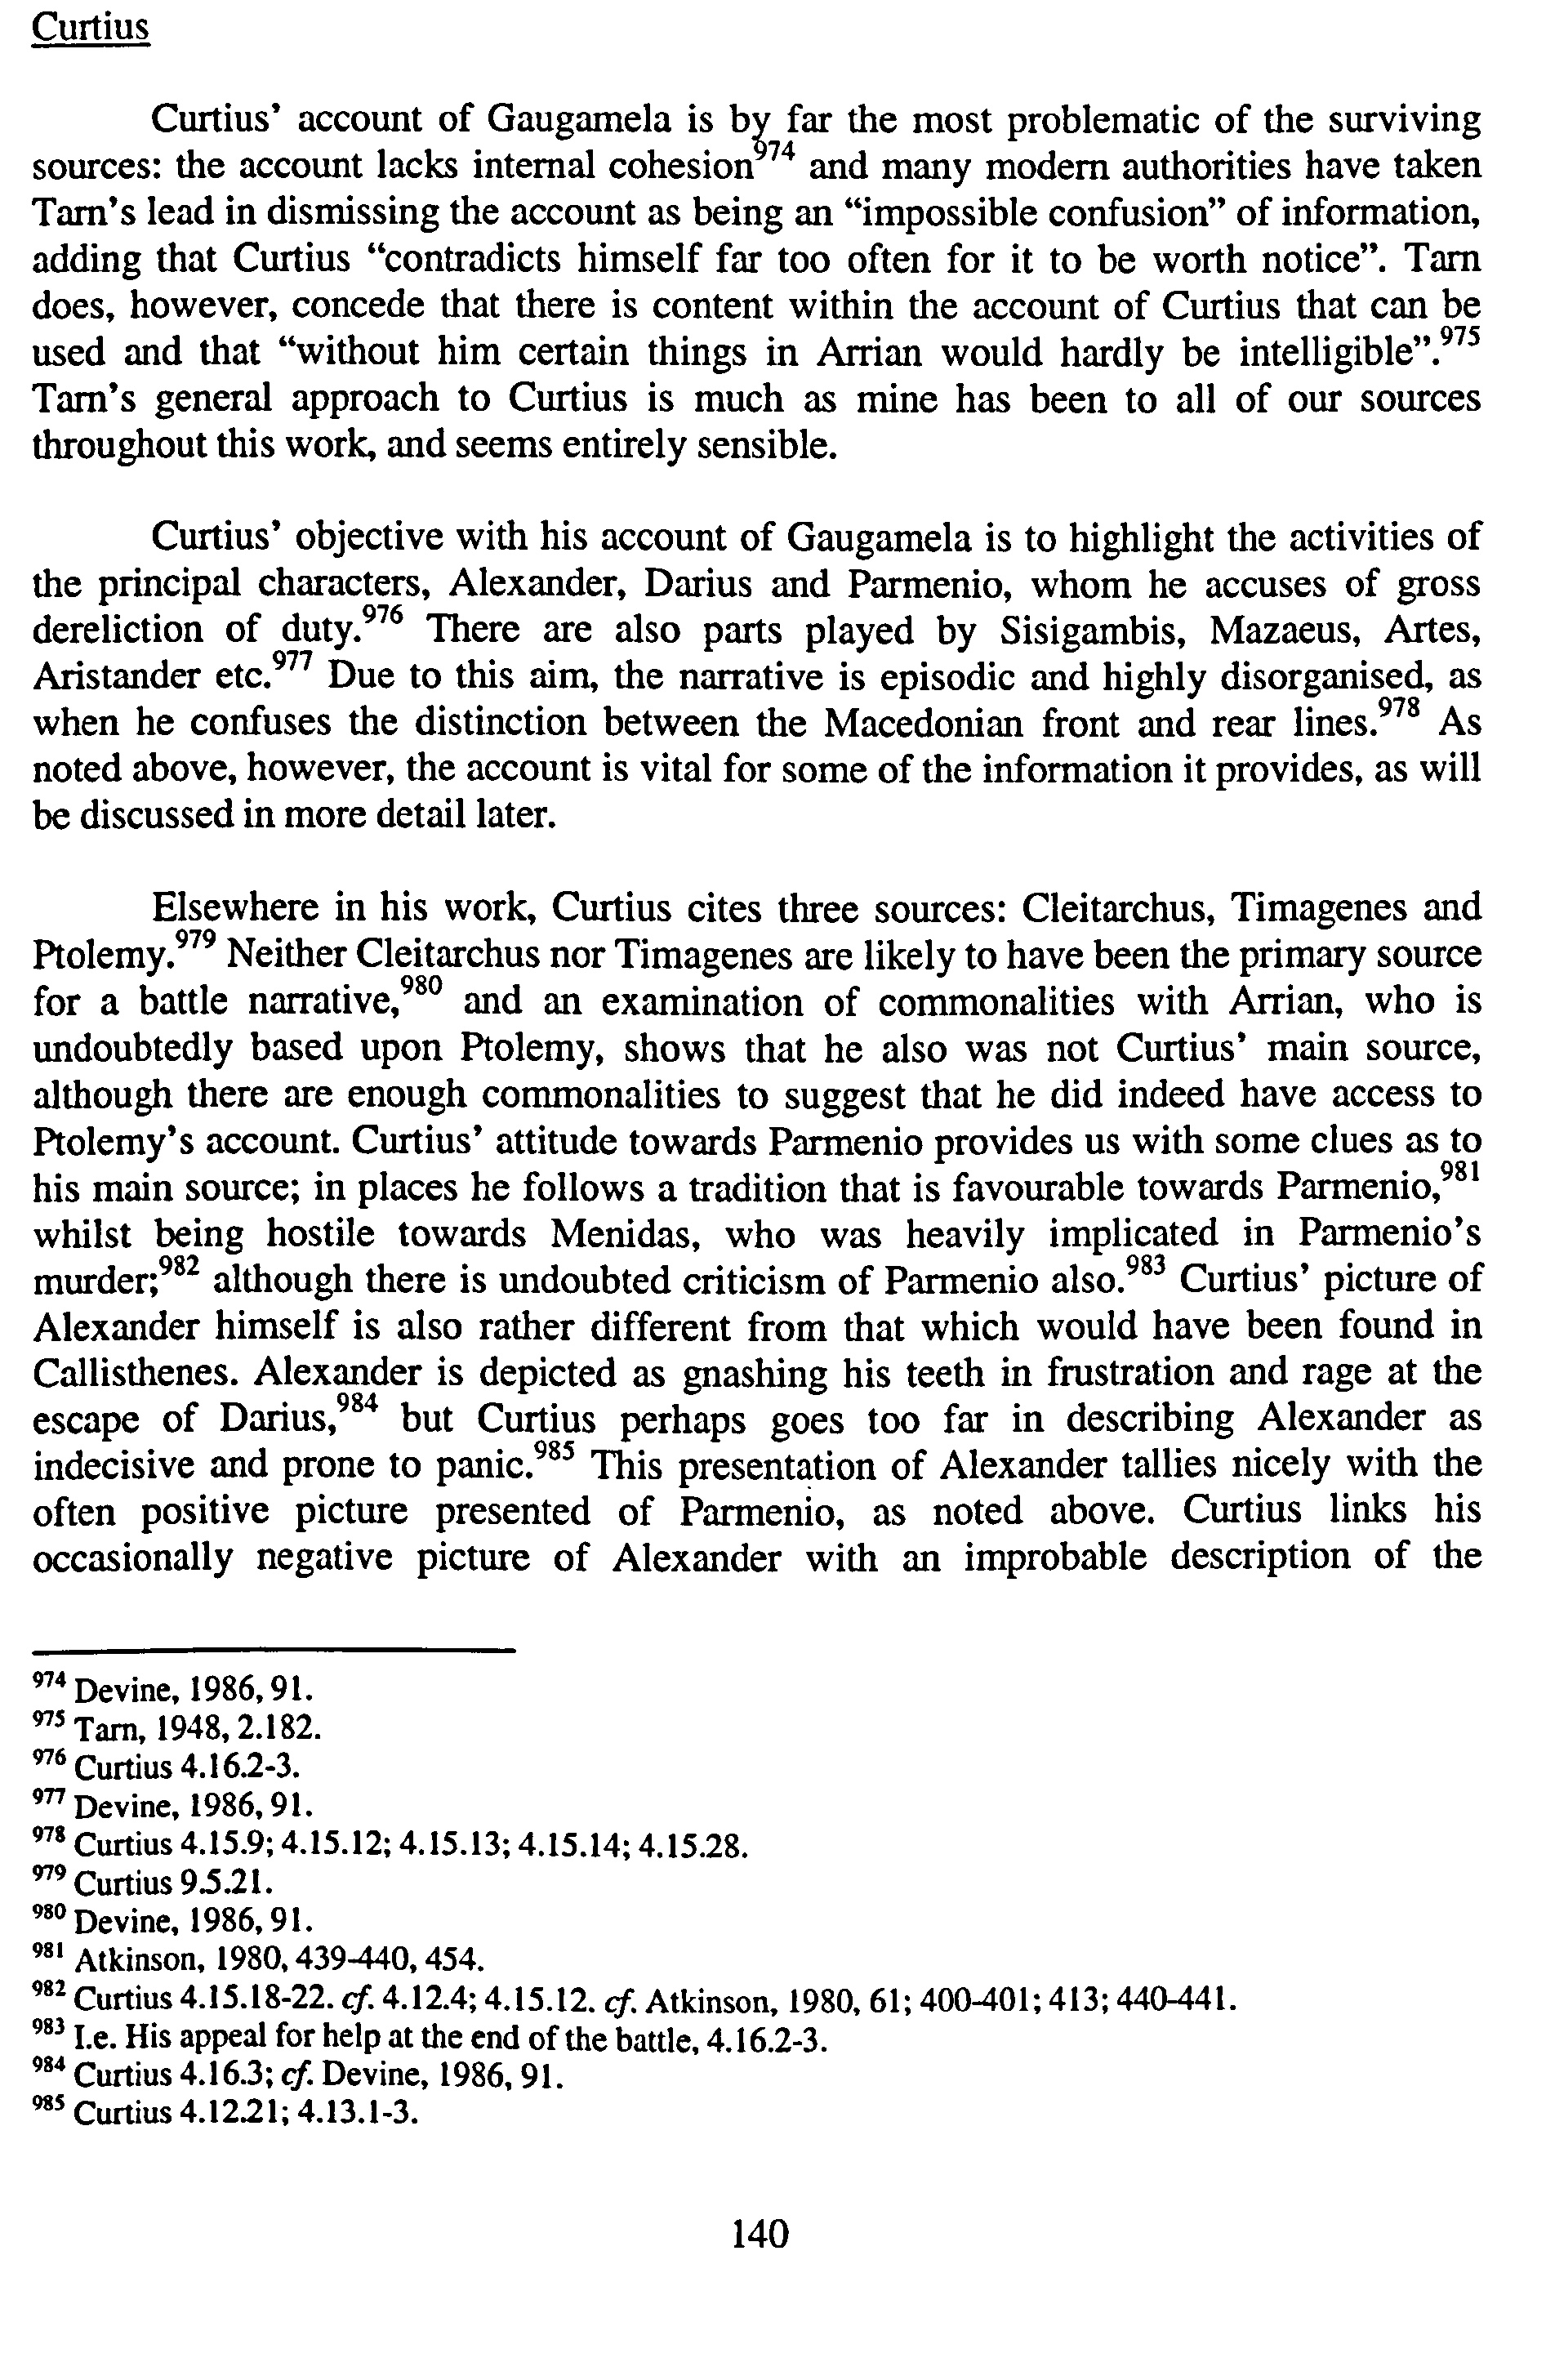 Curtius
Curtius' account of Gaugamela is by far the most problematic of the surviving
sources: the account lacks internal cohesion974 and many modern authorities have taken
Tarn's lead in dismissing the account as being an “impossible confusion” of information,
adding that Curtius “contradicts himself far too often for it to be worth notice”. Tarn
does, however, concede that there is content within the account of Curtius that can be
used and that “without him certain things in Arrian would hardly be intelligible”.975
Tarn's general approach to Curtius is much as mine has been to all of our sources
throughout this work, and seems entirely sensible.
Curtius' objective with his account of Gaugamela is to highlight the activities of
the principal characters, Alexander, Darius and Parmenio, whom he accuses of gross
dereliction of duty.976 There are also parts played by Sisigambis, Mazaeus, Artes,
Aristander etc.977 Due to this aim, the narrative is episodic and highly disorganised, as
when he confuses the distinction between the Macedonian front and rear lines.978 As
noted above, however, the account is vital for some of the information it provides, as will
be discussed in more detail later.
Elsewhere in his work, Curtius cites three sources: Cleitarchus, Timagenes and
Ptolemy.979 Neither Cleitarchus nor Timagenes are likely to have been the primary source
for a battle narrative,980 and an examination of commonalities with Arrian, who is
undoubtedly based upon Ptolemy, shows that he also was not Curtius' main source,
although there are enough commonalities to suggest that he did indeed have access to
Ptolemy's account. Curtius' attitude towards Parmenio provides us with some clues as to
his main source; in places he follows a tradition that is favourable towards Parmenio,981
whilst being hostile towards Menidas, who was heavily implicated in Parmenio's
murder;982 although there is undoubted criticism of Parmenio also.983 Curtius' picture of
Alexander himself is also rather different from that which would have been found in
Callisthenes. Alexander is depicted as gnashing his teeth in frustration and rage at the
escape of Darius,984 but Curtius perhaps goes too far in describing Alexander as
indecisive and prone to panic.985 This presentation of Alexander tallies nicely with the
often positive picture presented of Parmenio, as noted above. Curtius links his
occasionally negative picture of Alexander with an improbable description of the
974 Devine, 1986, 91.
975 Tarn, 1948, 2.182.
976 Curtius 4.16.2-3.
977 Devine, 1986, 91.
978 Curtius 4.15.9; 4.15.12; 4.15.13; 4.15.14; 4.15.28.
979 Curtius 9.5.21.
980 Devine, 1986, 91.
981 Atkinson, 1980, 439-440, 454.
982 Curtius 4.15.18-22. cf. 4.12.4; 4.15.12. cf. Atkinson, 1980, 61; 400-401; 413; 440-441.
983 I.e. His appeal for help at the end of the battle, 4.16.2-3.
984 Curtius 4.16.3; cf. Devine, 1986, 91.
985 Curtius 4.12.21; 4.13.1-3.
140